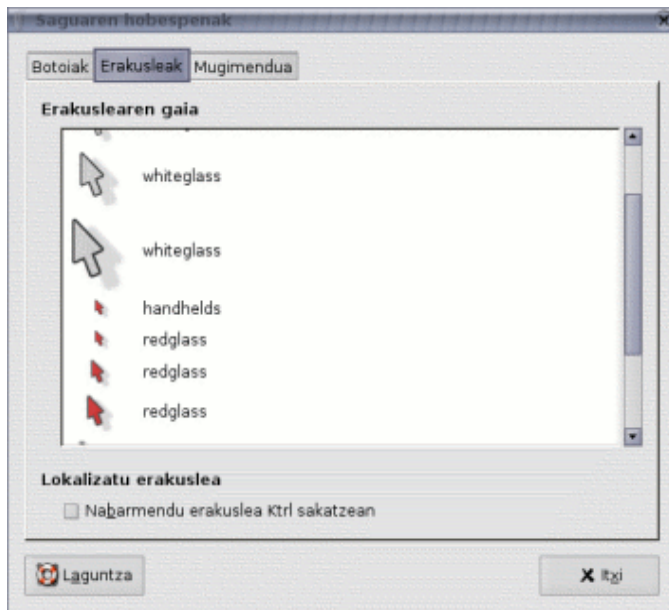 Saguaren hobespenak
Botoiak Erakusleak Mugimendua
Erakuslearen gaia
whiteglass
whiteglass
handhelds
redglass
redglass
redglass
Lokalizatu erakuslea
Nabarmendu erakuslea Ktrl sakatzean
Laguntza Itxi